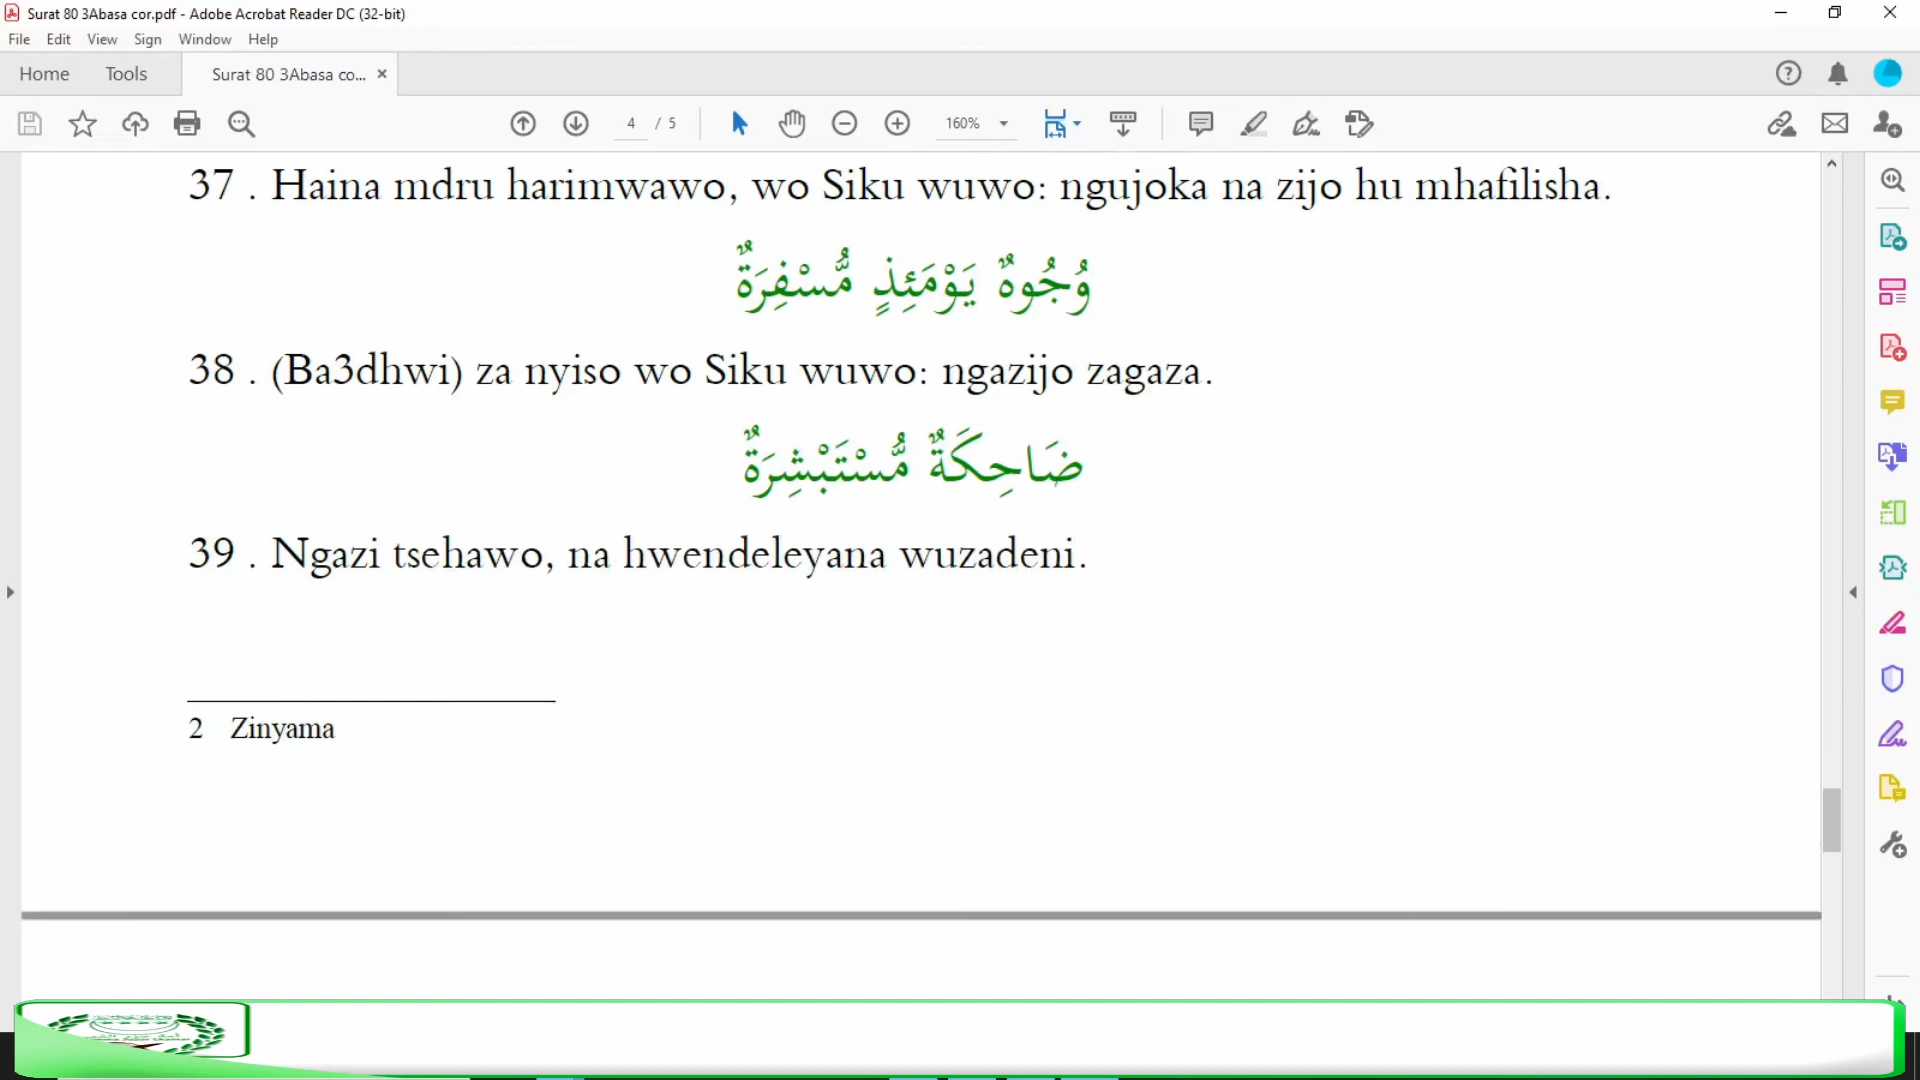 Surat 80 3Abasa cor.pdf - Adobe Acrobat Reader DC (32-bit)
File Edit View Sign Window Help
Home Tools Surat 80 3Abasa co... ×
4 / 5 160%
37 . Haina mdru harimwawo, wo Siku wuwo: ngujoka na zijo hu mhafilisha.
وُجُوهٌ يَوْمَئِذٍ مُّسْفِرَةٌ
38 . (Ba3dhwi) za nyiso wo Siku wuwo: ngazijo zagaza.
ضَاحِكَةٌ مُّسْتَبْشِرَةٌ
39 . Ngazi tsehawo, na hwendeleyana wuzadeni.
2 Zinyama